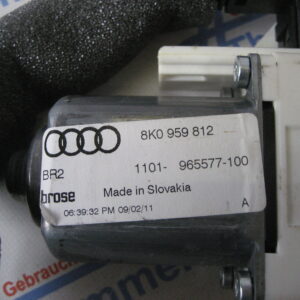 8K0 959 812
BR2
1101- 965577-100
brose
Made in Slovakia
06:39:32 PM 09/02/11
A
Gebrauch